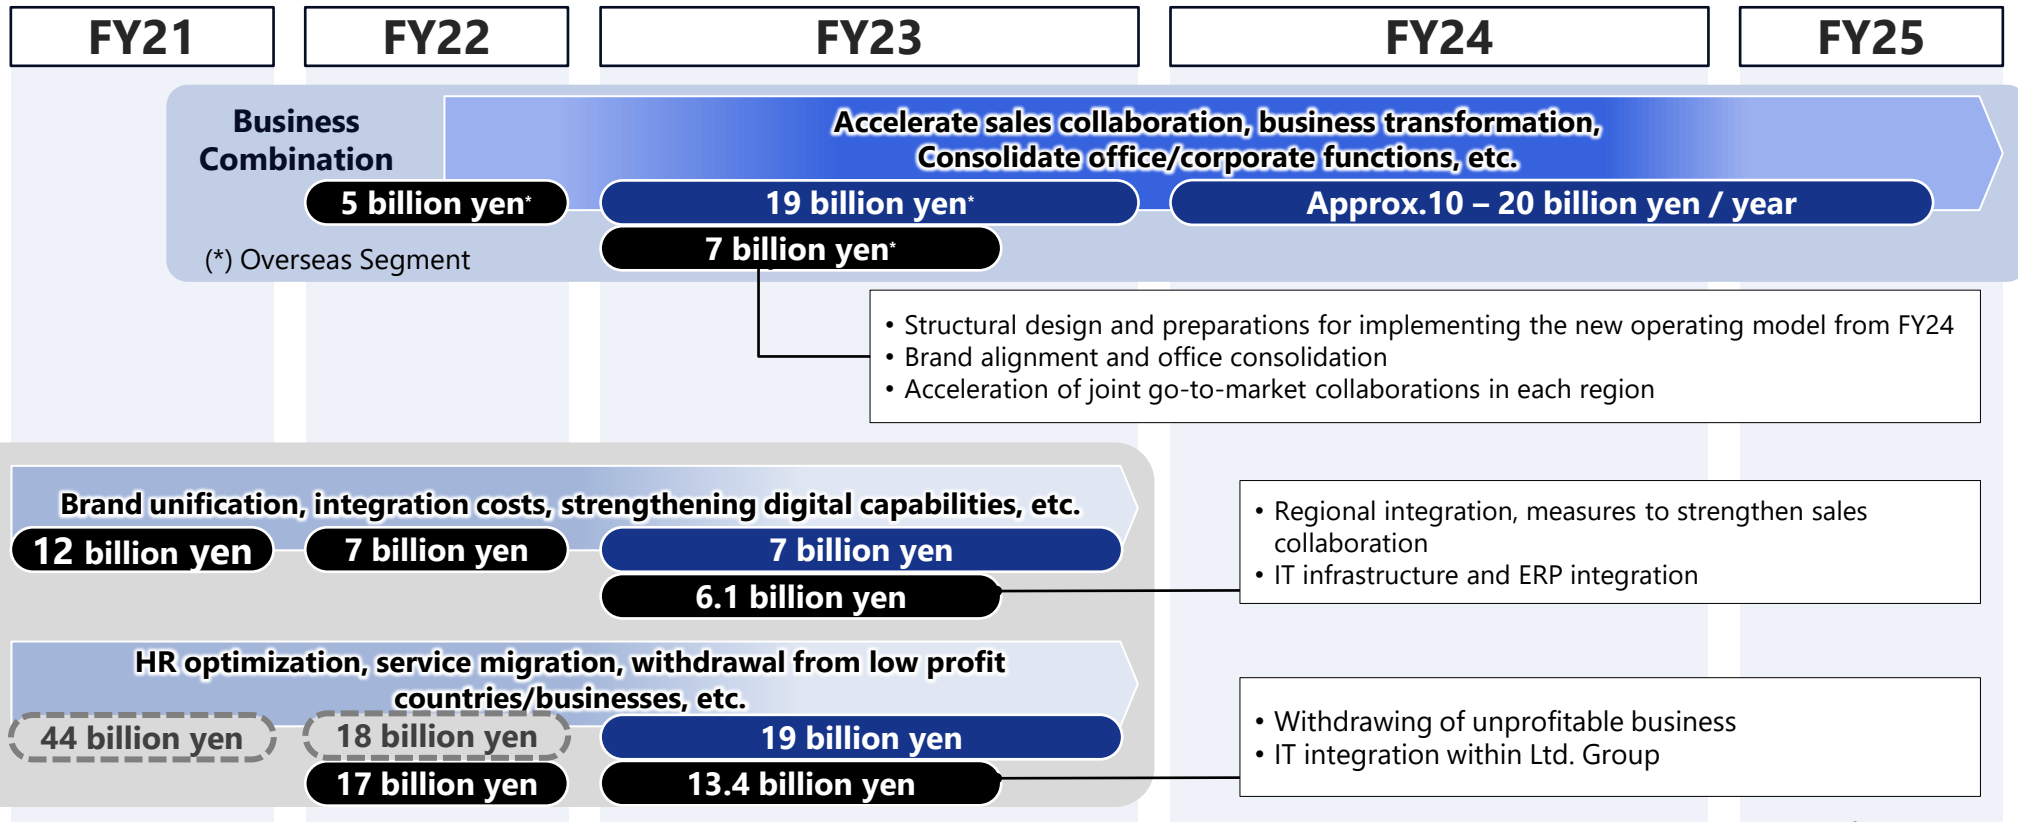 FY21
FY22
FY23
FY24
FY25
Business
Combination
Accelerate sales collaboration, business transformation,
Consolidate office/corporate functions, etc.
5 billion yen*
19 billion yen*
Approx.10 – 20 billion yen / year
7 billion yen*
(*) Overseas Segment
• Structural design and preparations for implementing the new operating model from FY24
• Brand alignment and office consolidation
• Acceleration of joint go-to-market collaborations in each region
Brand unification, integration costs, strengthening digital capabilities, etc.
12 billion yen
7 billion yen
7 billion yen
6.1 billion yen
• Regional integration, measures to strengthen sales
collaboration
• IT infrastructure and ERP integration
HR optimization, service migration, withdrawal from low profit
countries/businesses, etc.
44 billion yen
18 billion yen
19 billion yen
17 billion yen
13.4 billion yen
• Withdrawing of unprofitable business
• IT integration within Ltd. Group